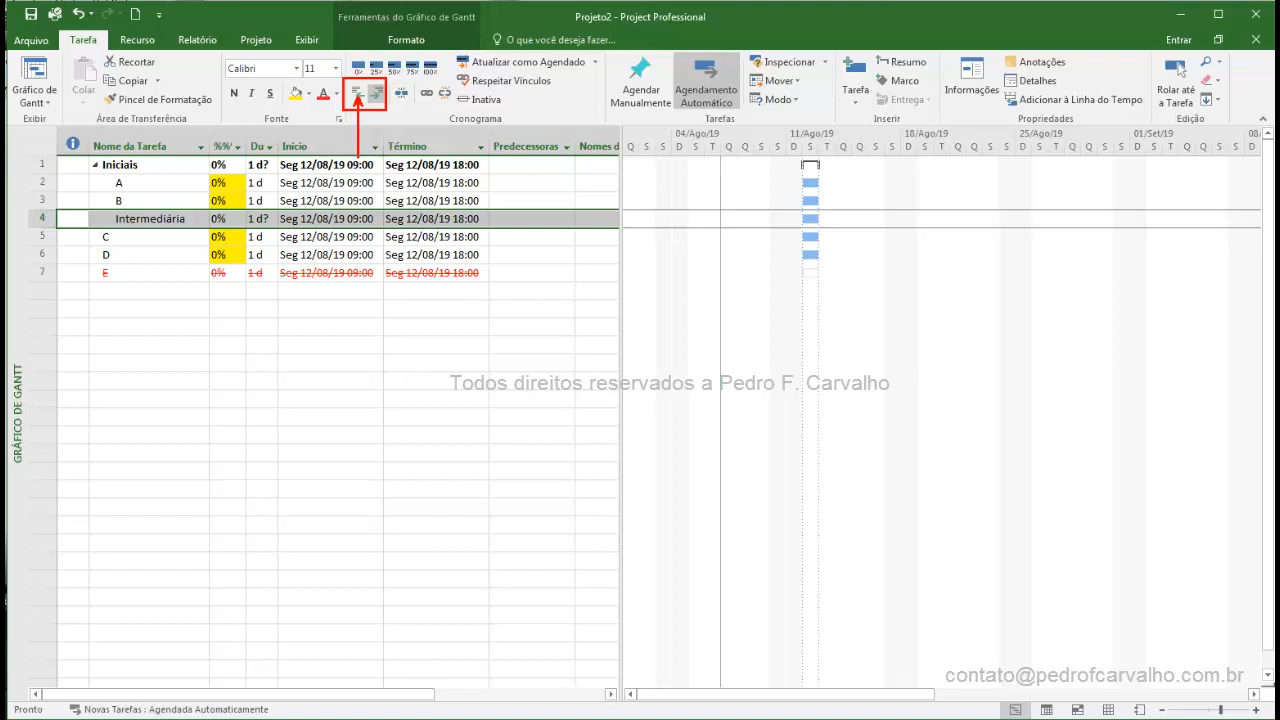 Ferramentas do Gráfico de Gantt
Projeto2 - Project Professional
Arquivo Tarefa Recurso Relatório Projeto Exibir Formato O que você deseja fazer... Entrar
Gráfico de Gantt
Exibir
Colar
Recortar
Copiar
Pincel de Formatação
Área de Transferência
Calibri 11
N I S A
Fonte
0% 25% 50% 75% 100%
Atualizar como Agendado
Respeitar Vínculos
Inativa
Cronograma
Agendar Manualmente
Agendamento Automático
Inspecionar
Mover
Modo
Tarefas
Tarefa
Resumo
Marco
Entrega
Inserir
Informações
Anotações
Detalhes
Adicionar à Linha do Tempo
Propriedades
Rolar até a Tarefa
Edição
Nome da Tarefa %%' Du Início Término Predecessoras Nomes d
04/Ago/19 11/Ago/19 18/Ago/19 25/Ago/19 01/Set/19 08/
Q S S D S T Q Q S S D S T Q Q S S D S T Q Q S S D S T Q Q S S D S T Q Q S S D
1 Iniciais 0% 1 d? Seg 12/08/19 09:00 Seg 12/08/19 18:00
2 A 0% 1 d Seg 12/08/19 09:00 Seg 12/08/19 18:00
3 B 0% 1 d Seg 12/08/19 09:00 Seg 12/08/19 18:00
4 Intermediária 0% 1 d? Seg 12/08/19 09:00 Seg 12/08/19 18:00
5 C 0% 1 d Seg 12/08/19 09:00 Seg 12/08/19 18:00
6 D 0% 1 d Seg 12/08/19 09:00 Seg 12/08/19 18:00
7 E 0% 1 d Seg 12/08/19 09:00 Seg 12/08/19 18:00
GRÁFICO DE GANTT
Todos direitos reservados a Pedro F. Carvalho
contato@pedrofcarvalho.com.br
Pronto Novas Tarefas : Agendada Automaticamente